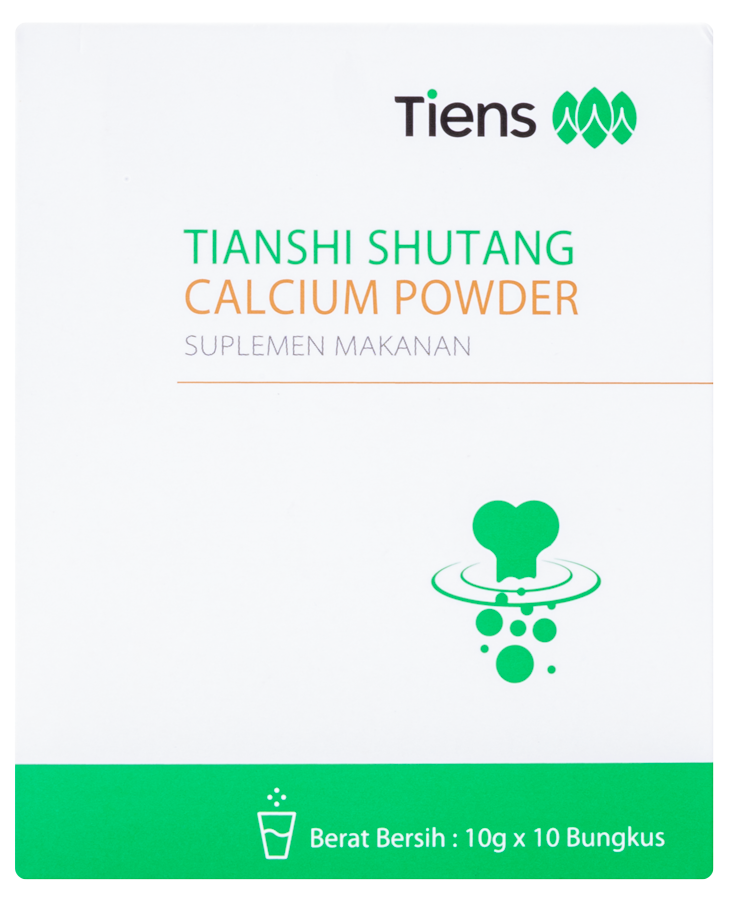 Tiens
TIANSHI SHUTANG
CALCIUM POWDER
SUPLEMEN MAKANAN
Berat Bersih : 10g x 10 Bungkus